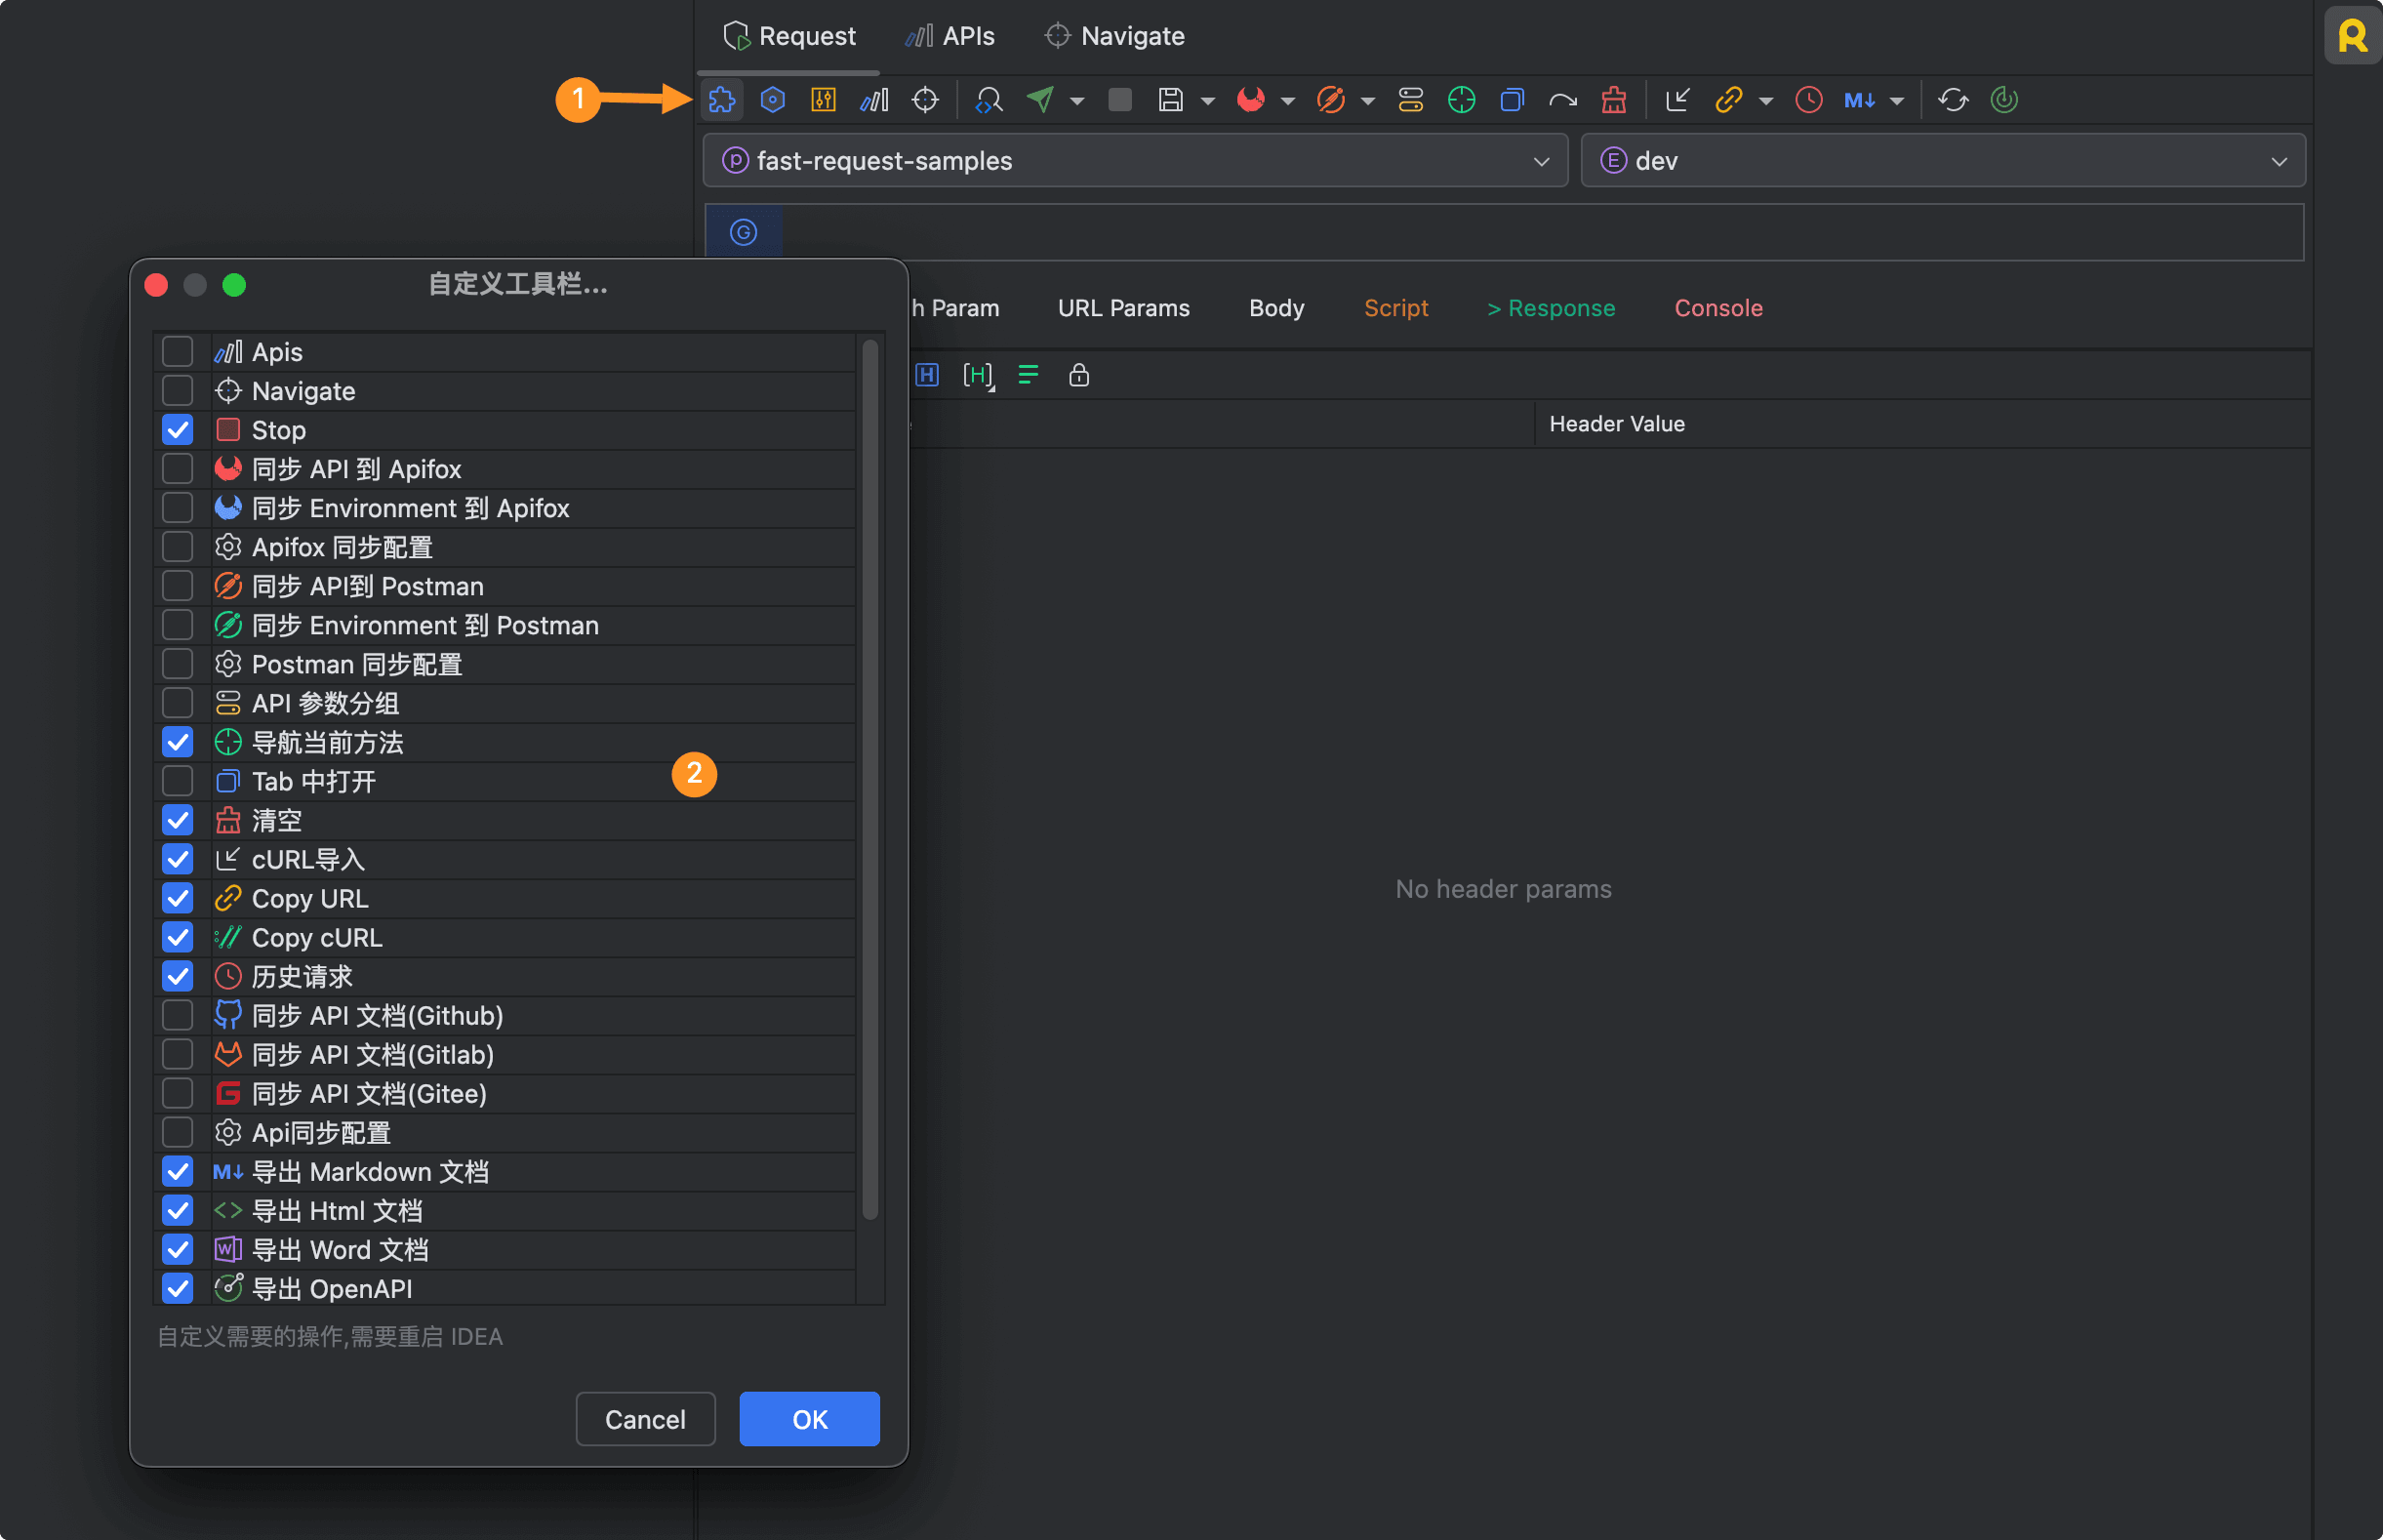 Request APIs Navigate
1
M↓
P fast-request-samples
E dev
G
自定义工具栏...
h Param URL Params Body Script > Response Console
H [H]
Header Value
Apis
Navigate
Stop
同步 API 到 Apifox
同步 Environment 到 Apifox
Apifox 同步配置
同步 API到 Postman
同步 Environment 到 Postman
Postman 同步配置
API 参数分组
导航当前方法
Tab 中打开
2
清空
cURL导入
Copy URL
Copy cURL
历史请求
同步 API 文档(Github)
同步 API 文档(Gitlab)
同步 API 文档(Gitee)
Api同步配置
M↓ 导出 Markdown 文档
<> 导出 Html 文档
W 导出 Word 文档
导出 OpenAPI
No header params
自定义需要的操作,需要重启 IDEA
Cancel OK